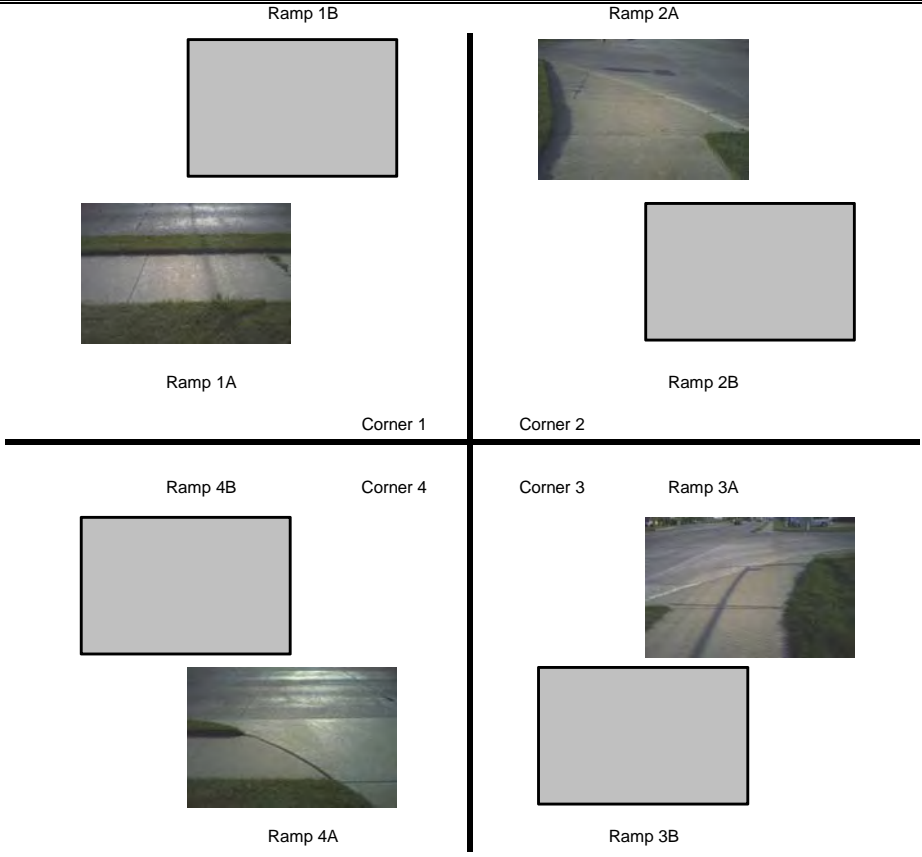 Ramp 1B
Ramp 2A
Ramp 1A
Ramp 2B
Corner 1
Corner 2
Ramp 4B
Corner 4
Corner 3
Ramp 3A
Ramp 4A
Ramp 3B